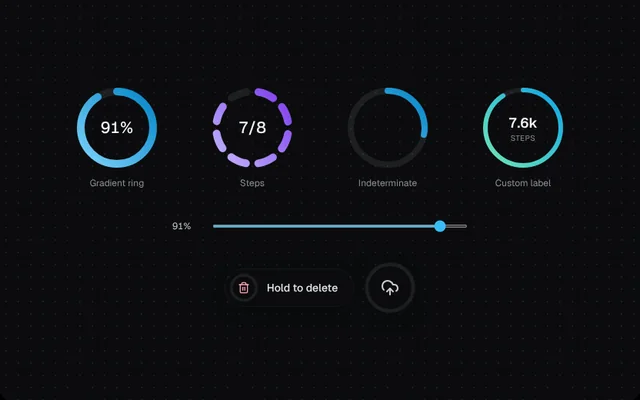 91%
7/8
7.6k
STEPS
Gradient ring
Steps
Indeterminate
Custom label
91%
Hold to delete